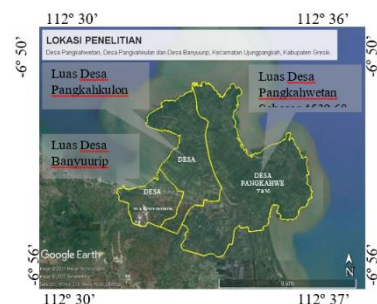 112° 30'
112° 36'
-6° 50'
-6° 50'
LOKASI PENELITIAN
Desa Pangkahwetan, Desa Pangkahkulon dan Desa Banyuurip, Kecamatan Ujungpangkah, Kabupaten Gresik.
Luas Desa
Pangkahkulon
Luas Desa
Pangkahwetan
Luas Desa
Banyuurip
DESA
DESA
PANGKAHWE
DESA
Google Earth
N
-6° 56'
-6° 56'
112° 30'
112° 37'